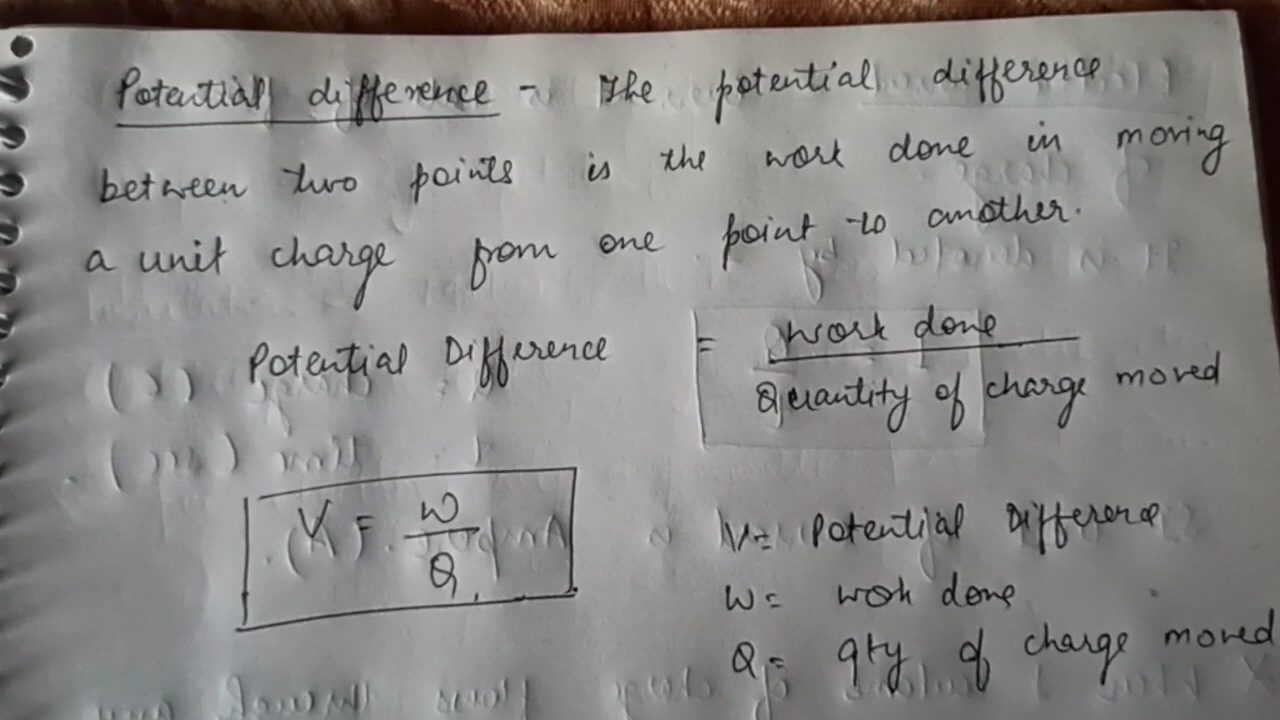 Potential difference - The potential difference
between two points is the work done in moving
a unit charge from one point to another.
Potential Difference = Work done / Quantity of charge moved
V = W / Q
V = Potential Difference
W = work done
Q = qty of charge moved